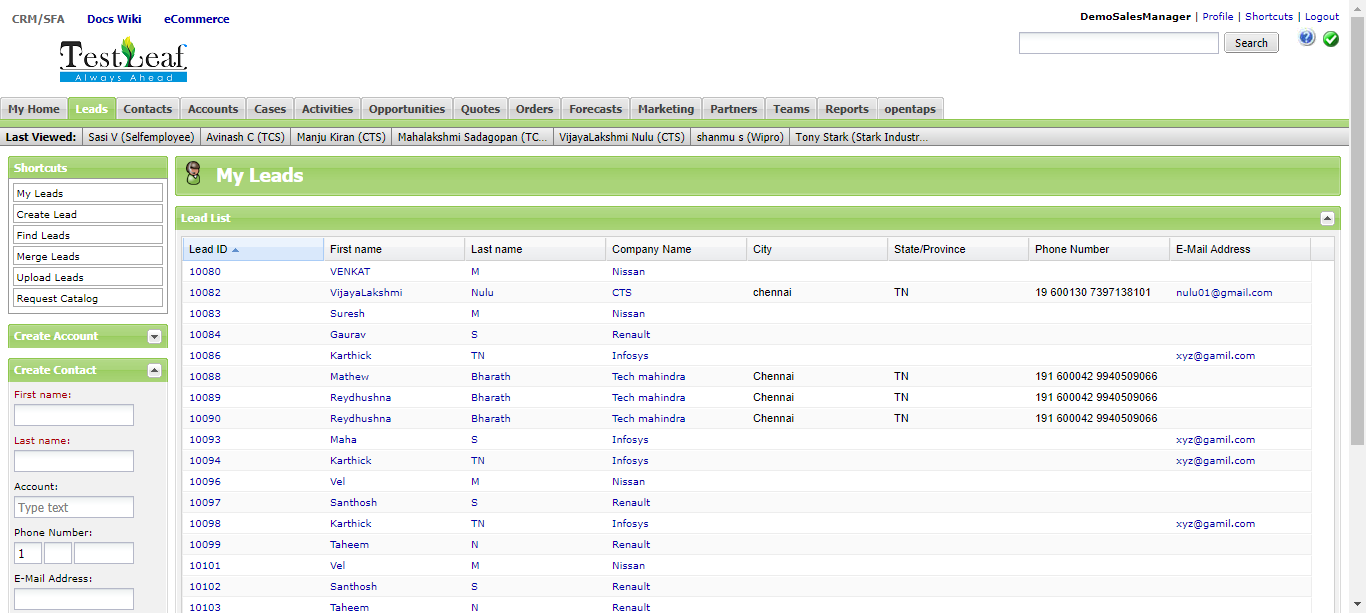 CRM/SFA Docs Wiki eCommerce
DemoSalesManager | Profile | Shortcuts | Logout
TestLeaf
Always Ahead
Search
?
My Home Leads Contacts Accounts Cases Activities Opportunities Quotes Orders Forecasts Marketing Partners Teams Reports opentaps
Last Viewed: Sasi V (Selfemployee) Avinash C (TCS) Manju Kiran (CTS) Mahalakshmi Sadagopan (TC... VijayaLakshmi Nulu (CTS) shanmu s (Wipro) Tony Stark (Stark Industr...
Shortcuts
My Leads
Create Lead
Find Leads
Merge Leads
Upload Leads
Request Catalog
Create Account
Create Contact
First name:
Last name:
Account:
Type text
Phone Number:
1
E-Mail Address:
My Leads
Lead List
Lead ID First name Last name Company Name City State/Province Phone Number E-Mail Address
10080 VENKAT M Nissan
10082 VijayaLakshmi Nulu CTS chennai TN 19 600130 7397138101 nulu01@gmail.com
10083 Suresh M Nissan
10084 Gaurav S Renault
10086 Karthick TN Infosys xyz@gamil.com
10088 Mathew Bharath Tech mahindra Chennai TN 191 600042 9940509066
10089 Reydhushna Bharath Tech mahindra Chennai TN 191 600042 9940509066
10090 Reydhushna Bharath Tech mahindra Chennai TN 191 600042 9940509066
10093 Maha S Infosys xyz@gamil.com
10094 Karthick TN Infosys xyz@gamil.com
10096 Vel M Nissan
10097 Santhosh S Renault
10098 Karthick TN Infosys xyz@gamil.com
10099 Taheem N Renault
10101 Vel M Nissan
10102 Santhosh S Renault
10103 Taheem N Renault